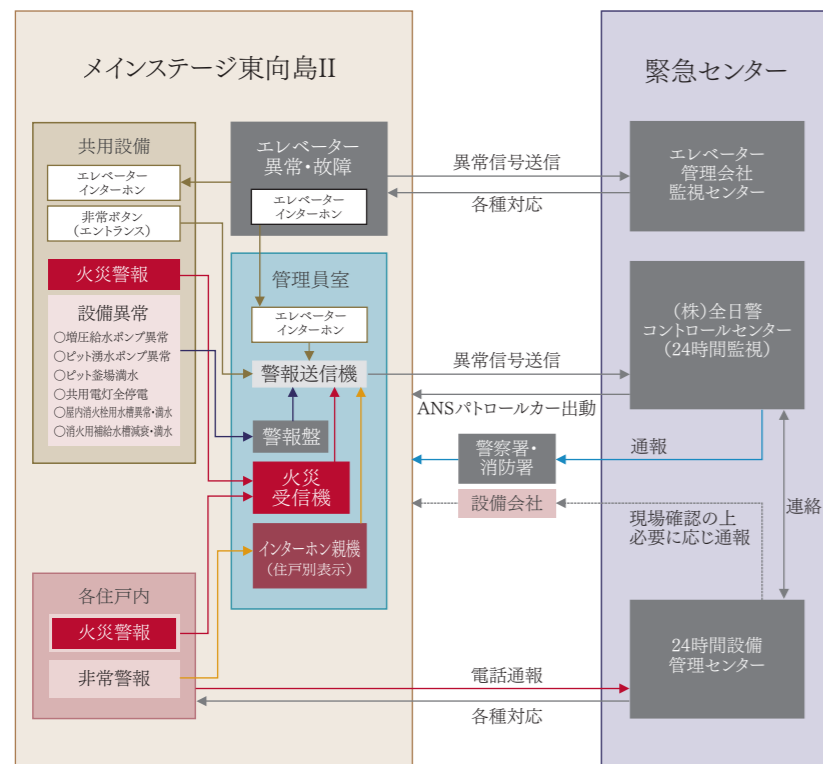 メインステージ東向島II
緊急センター
共用設備
エレベーター
インターホン
非常ボタン
(エントランス)
火災警報
設備異常
○増圧給水ポンプ異常
○ピット湧水ポンプ異常
○ピット釜場満水
○共用電灯全停電
○屋内消火栓用水槽異常・満水
○消火用補給水槽減衰・満水
エレベーター
異常・故障
エレベーター
インターホン
管理員室
エレベーター
インターホン
警報送信機
警報盤
火災
受信機
インターホン親機
(住戸別表示)
各住戸内
火災警報
非常警報
異常信号送信
各種対応
異常信号送信
ANSパトロールカー出動
警察署・
消防署
通報
設備会社
現場確認の上
必要に応じ通報
連絡
電話通報
各種対応
エレベーター
管理会社
監視センター
(株)全日警
コントロールセンター
(24時間監視)
24時間設備
管理センター